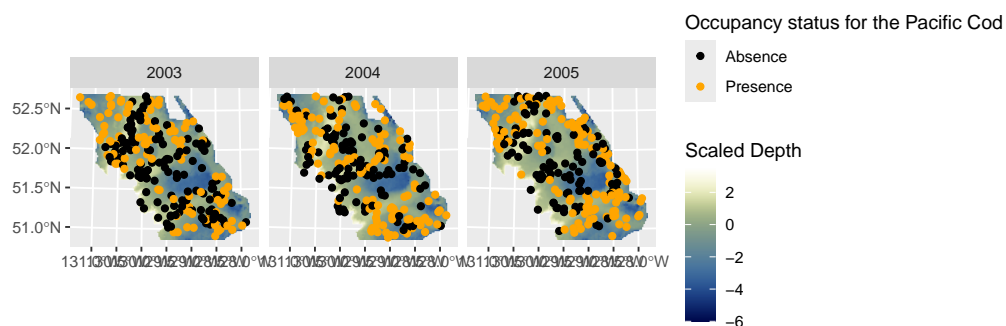 Occupancy status for the Pacific Cod
Absence
Presence
2003
2004
2005
52.5°N
52.0°N
51.5°N
51.0°N
Scaled Depth
2
0
−2
−4
−6